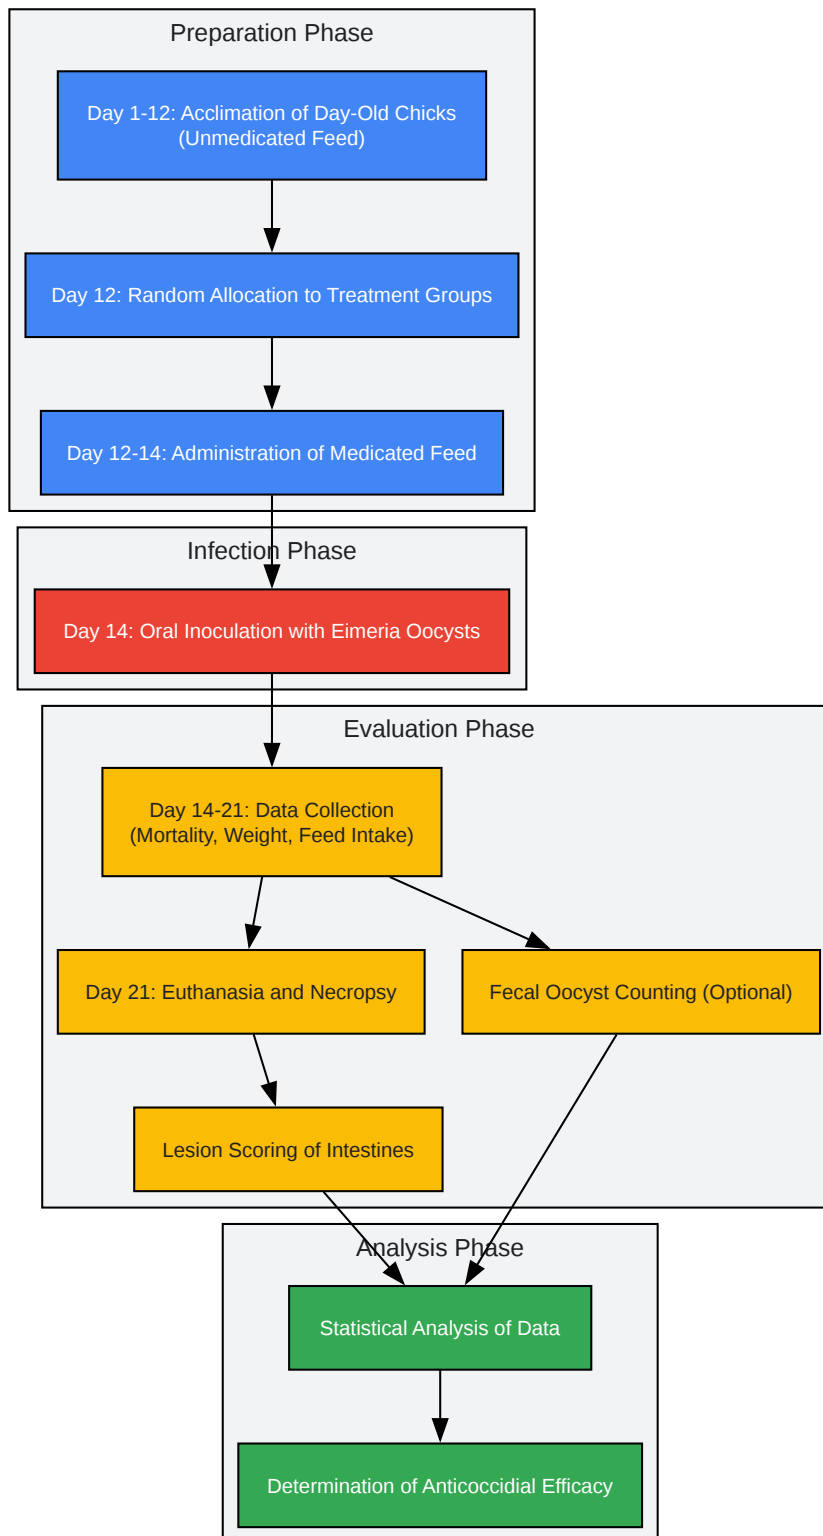 Preparation Phase
Day 1-12: Acclimation of Day-Old Chicks
(Unmedicated Feed)
Day 12: Random Allocation to Treatment Groups
Day 12-14: Administration of Medicated Feed
Infection Phase
Day 14: Oral Inoculation with Eimeria Oocysts
Evaluation Phase
Day 14-21: Data Collection
(Mortality, Weight, Feed Intake)
Day 21: Euthanasia and Necropsy
Fecal Oocyst Counting (Optional)
Lesion Scoring of Intestines
Analysis Phase
Statistical Analysis of Data
Determination of Anticoccidial Efficacy